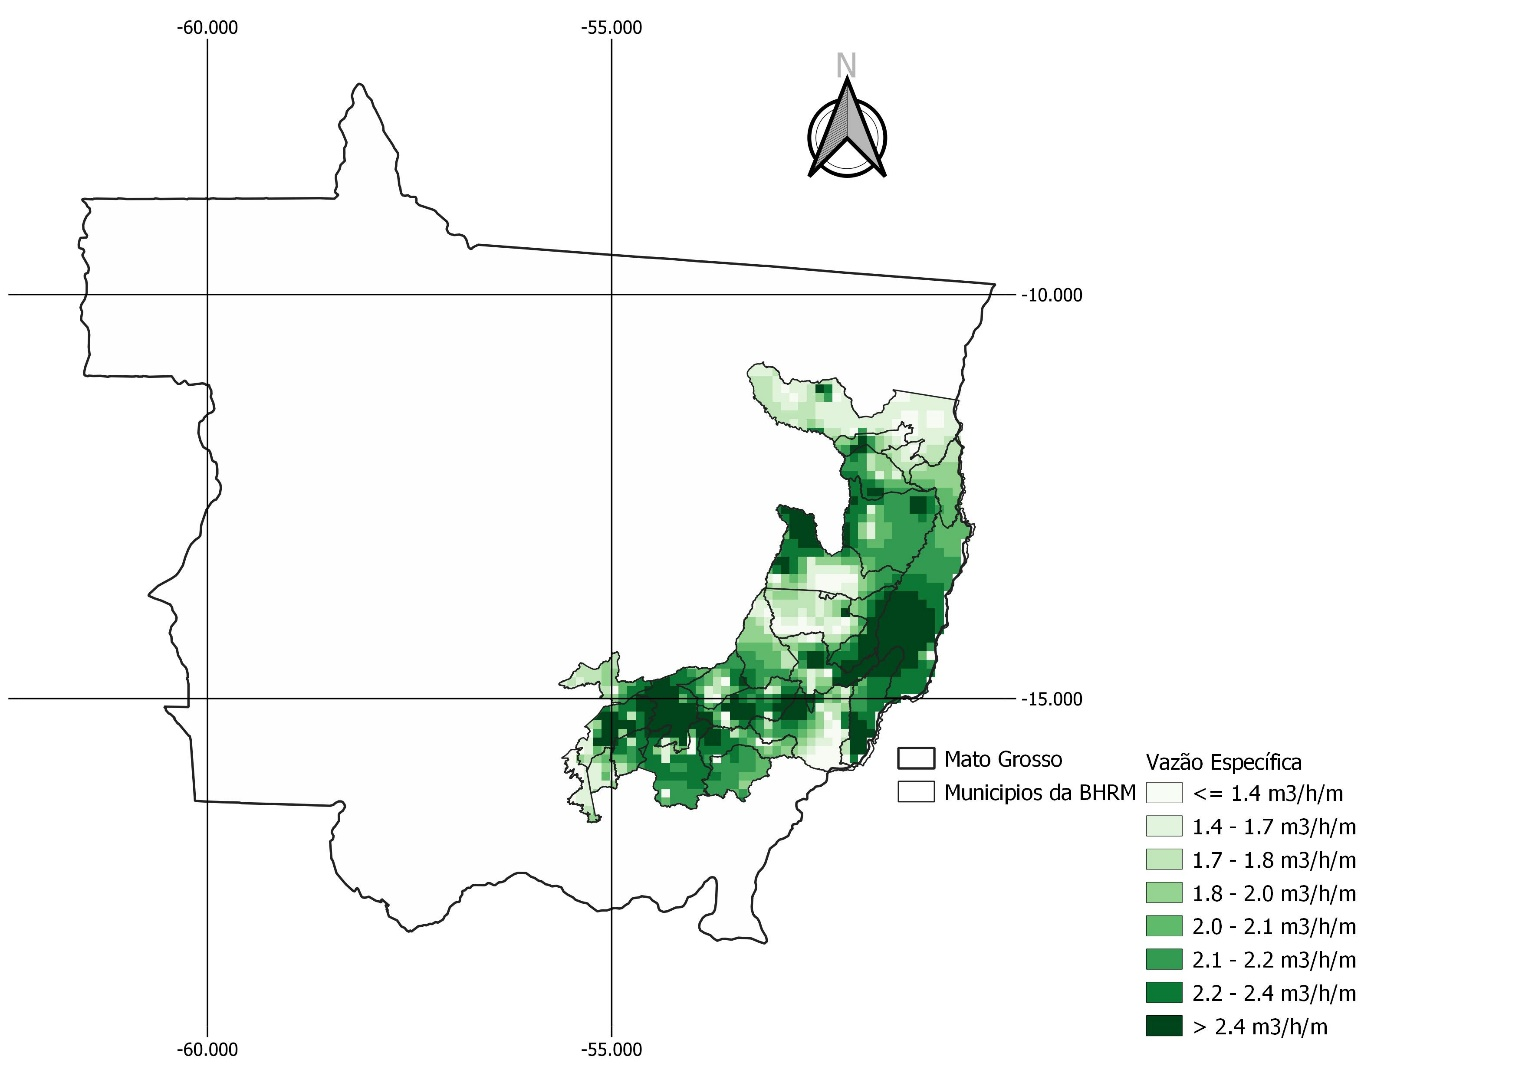 -60.000
-55.000
N
-10.000
-15.000
Mato Grosso
Municipios da BHRM
Vazão Específica
<= 1.4 m3/h/m
1.4 - 1.7 m3/h/m
1.7 - 1.8 m3/h/m
1.8 - 2.0 m3/h/m
2.0 - 2.1 m3/h/m
2.1 - 2.2 m3/h/m
2.2 - 2.4 m3/h/m
> 2.4 m3/h/m
-60.000
-55.000